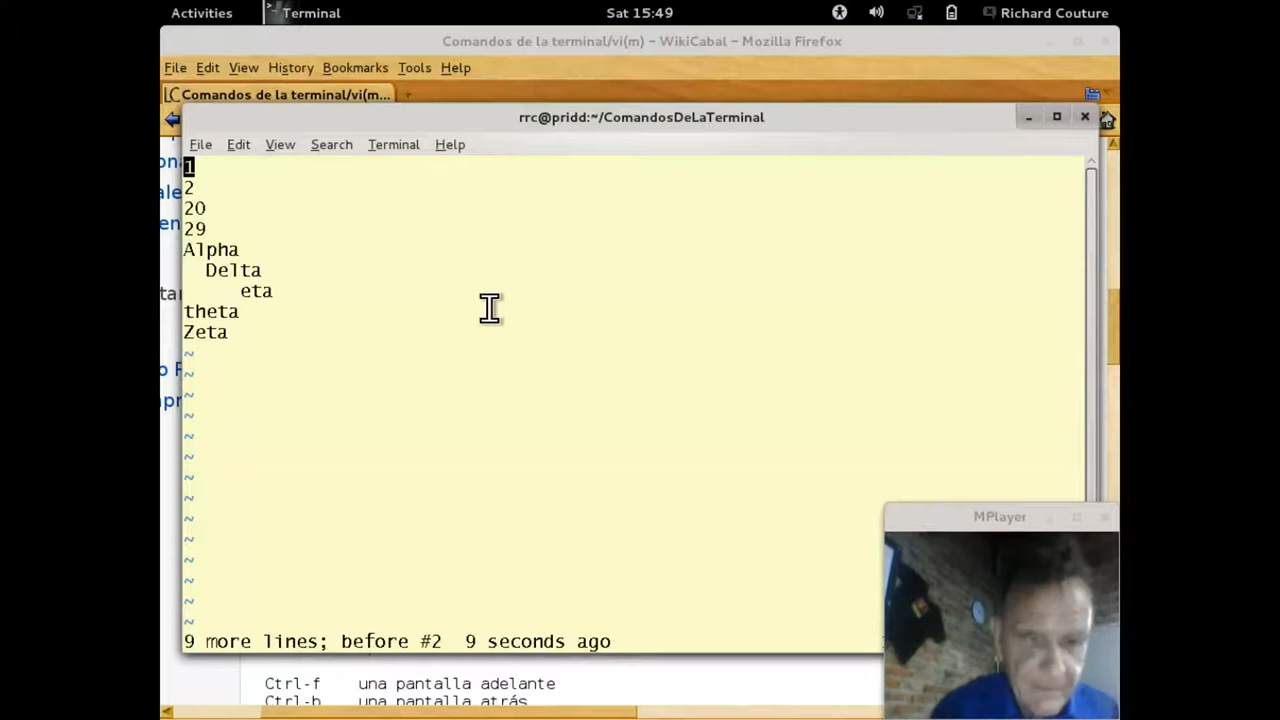 Activities Terminal Sat 15:49 Richard Couture
Comandos de la terminal/vi(m) – WikiCabal – Mozilla Firefox
File Edit View History Bookmarks Tools Help
Comandos de la terminal/vi(m...
rrc@pridd:~/ComandosDeLaTerminal
File Edit View Search Terminal Help
1
2
20
29
Alpha
Delta
eta
theta
Zeta
~
~
~
~
~
~
~
~
~
~
~
~
~
~
9 more lines; before #2 9 seconds ago
MPlayer
Ctrl-f una pantalla adelante
Ctrl-b una pantalla atrás